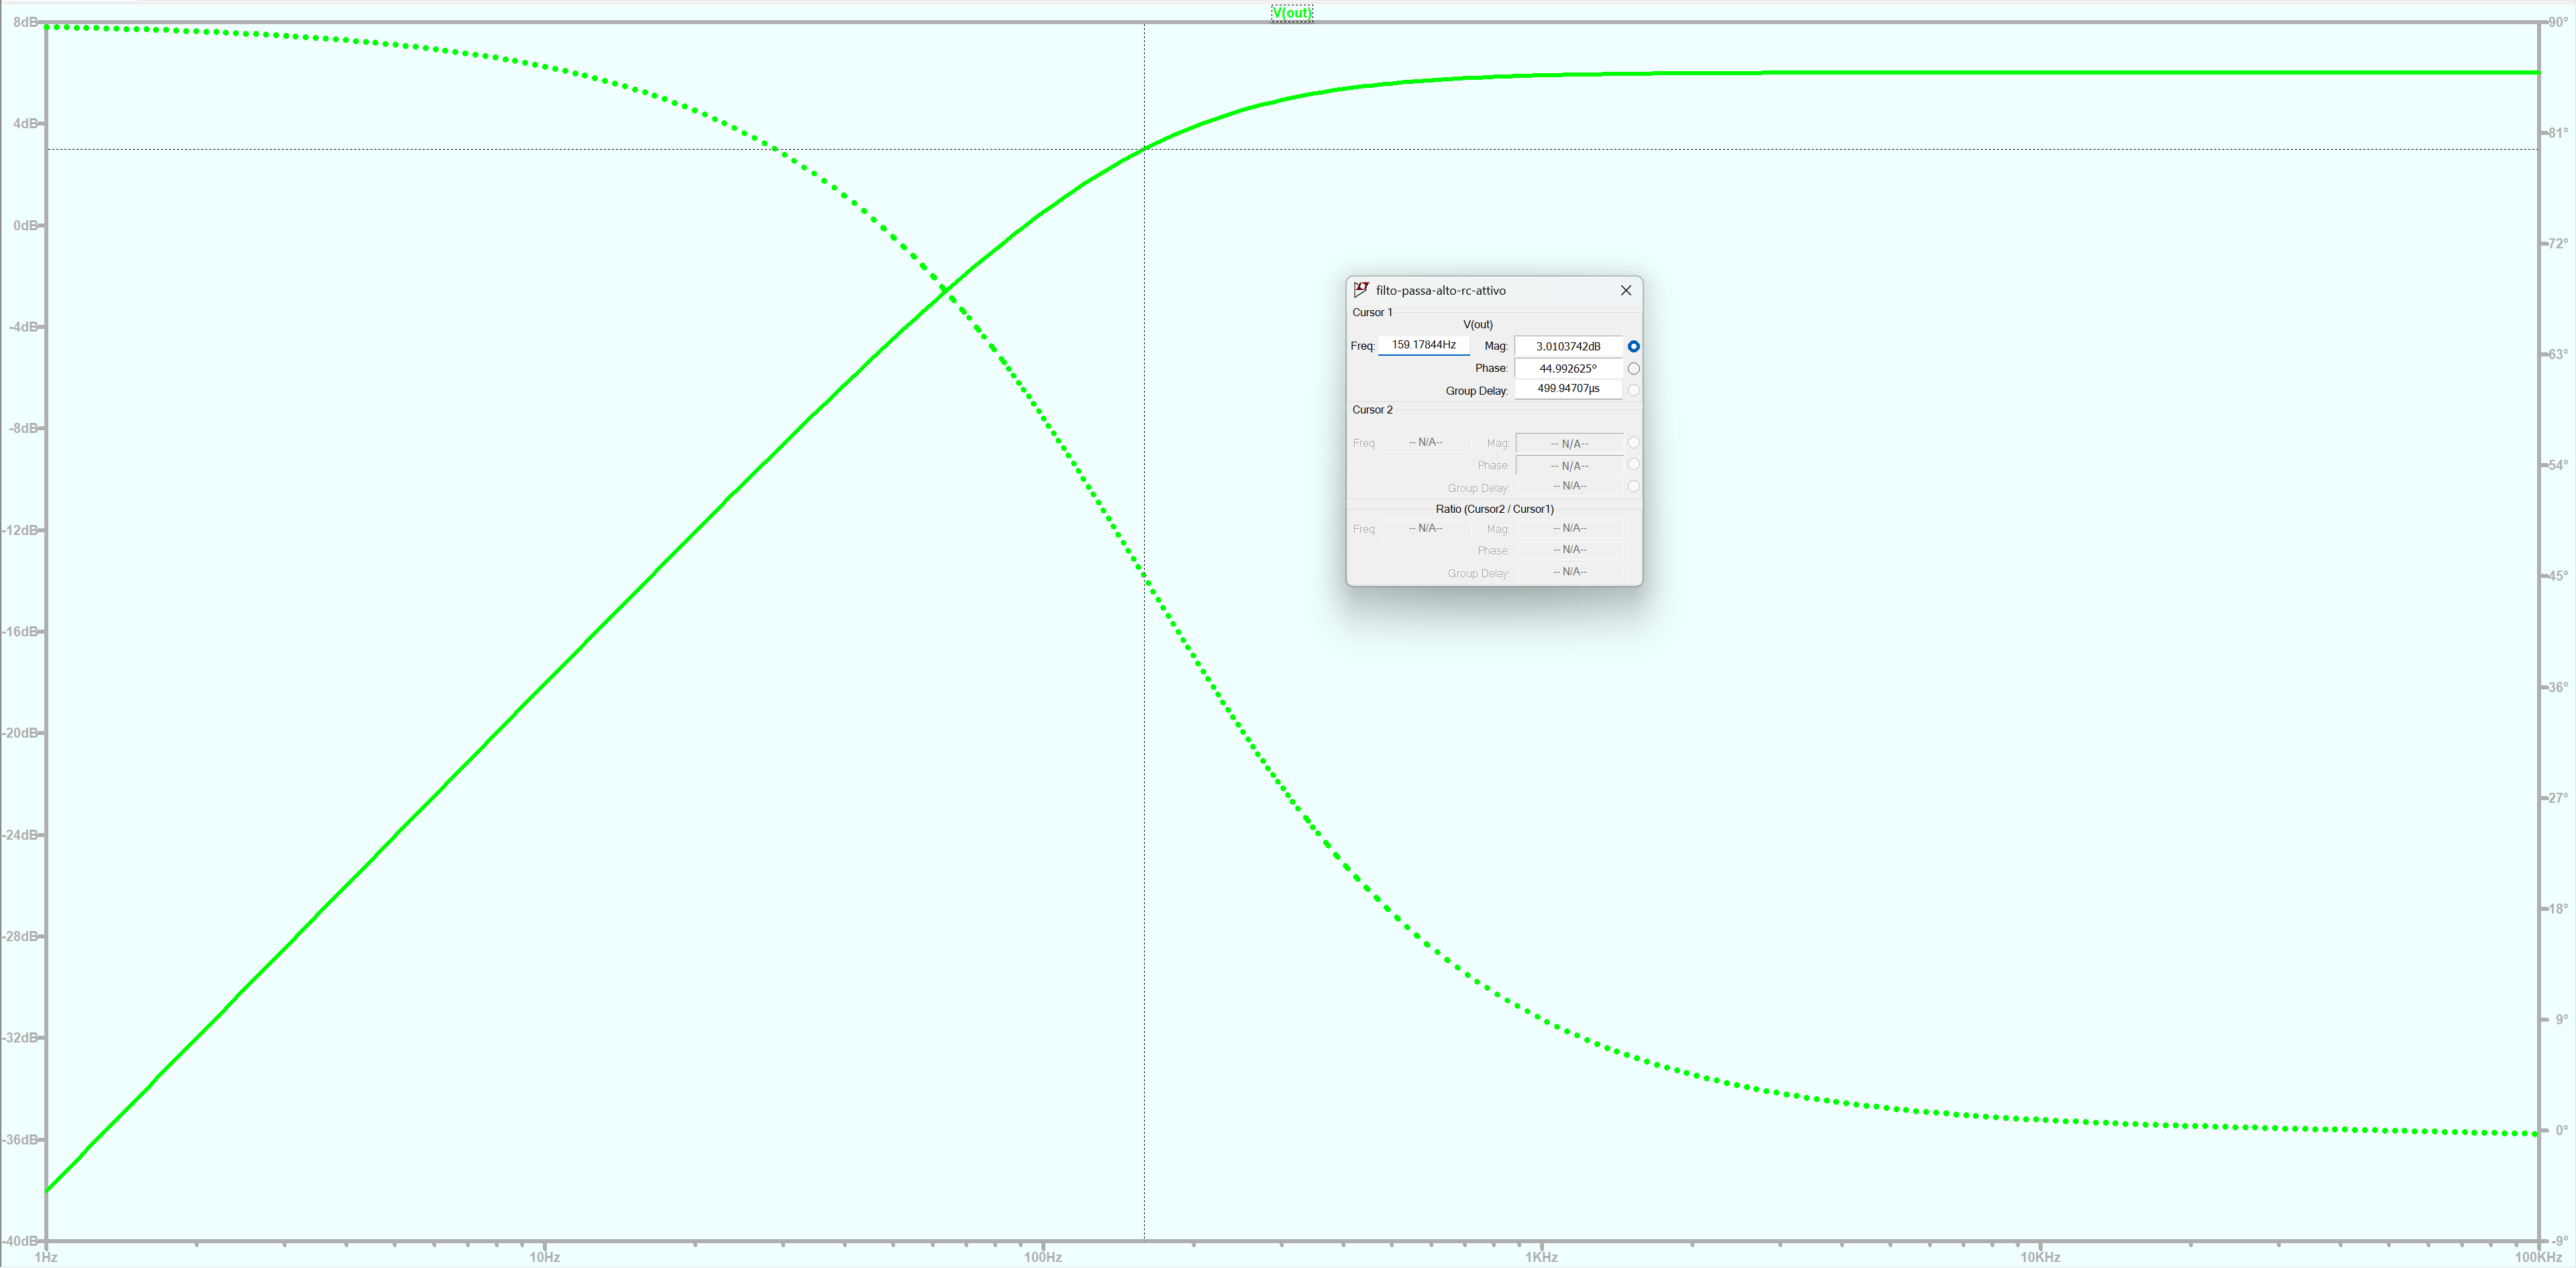 V(out)
8dB
4dB
0dB
-4dB
-8dB
-12dB
-16dB
-20dB
-24dB
-28dB
-32dB
-36dB
-40dB
90°
81°
72°
63°
54°
45°
36°
27°
18°
9°
0°
-9°
1Hz 10Hz 100Hz 1KHz 10KHz 100KHz
filto-passa-alto-rc-attivo
Cursor 1
V(out)
Freq: 159.17844Hz Mag: 3.0103742dB
Phase: 44.992625°
Group Delay: 499.94707µs
Cursor 2
Freq: -- N/A-- Mag: -- N/A--
Phase: -- N/A--
Group Delay: -- N/A--
Ratio (Cursor2 / Cursor1)
Freq: -- N/A-- Mag: -- N/A--
Phase: -- N/A--
Group Delay: -- N/A--